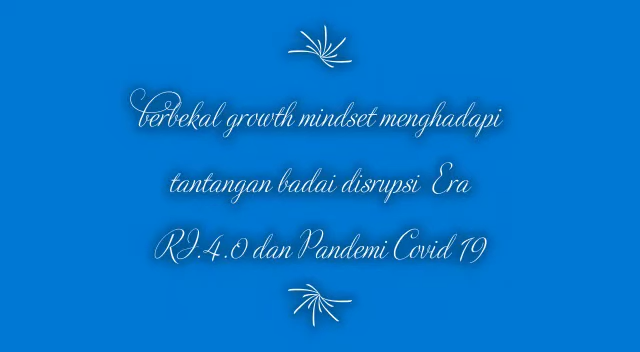 berbekal growth mindset menghadapi
tantangan badai disrupsi Era
RI.4.0 dan Pandemi Covid 19